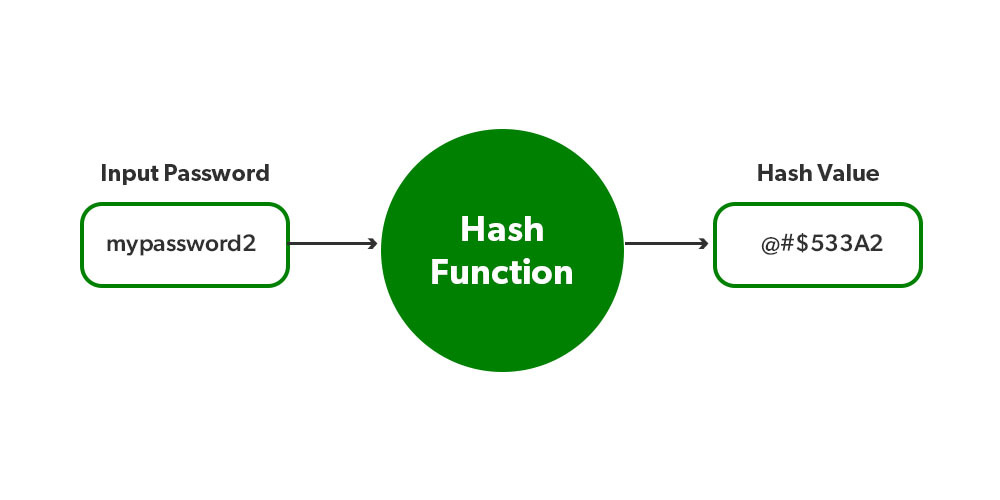 Input Password
mypassword2
Hash
Function
Hash Value
@#$533A2